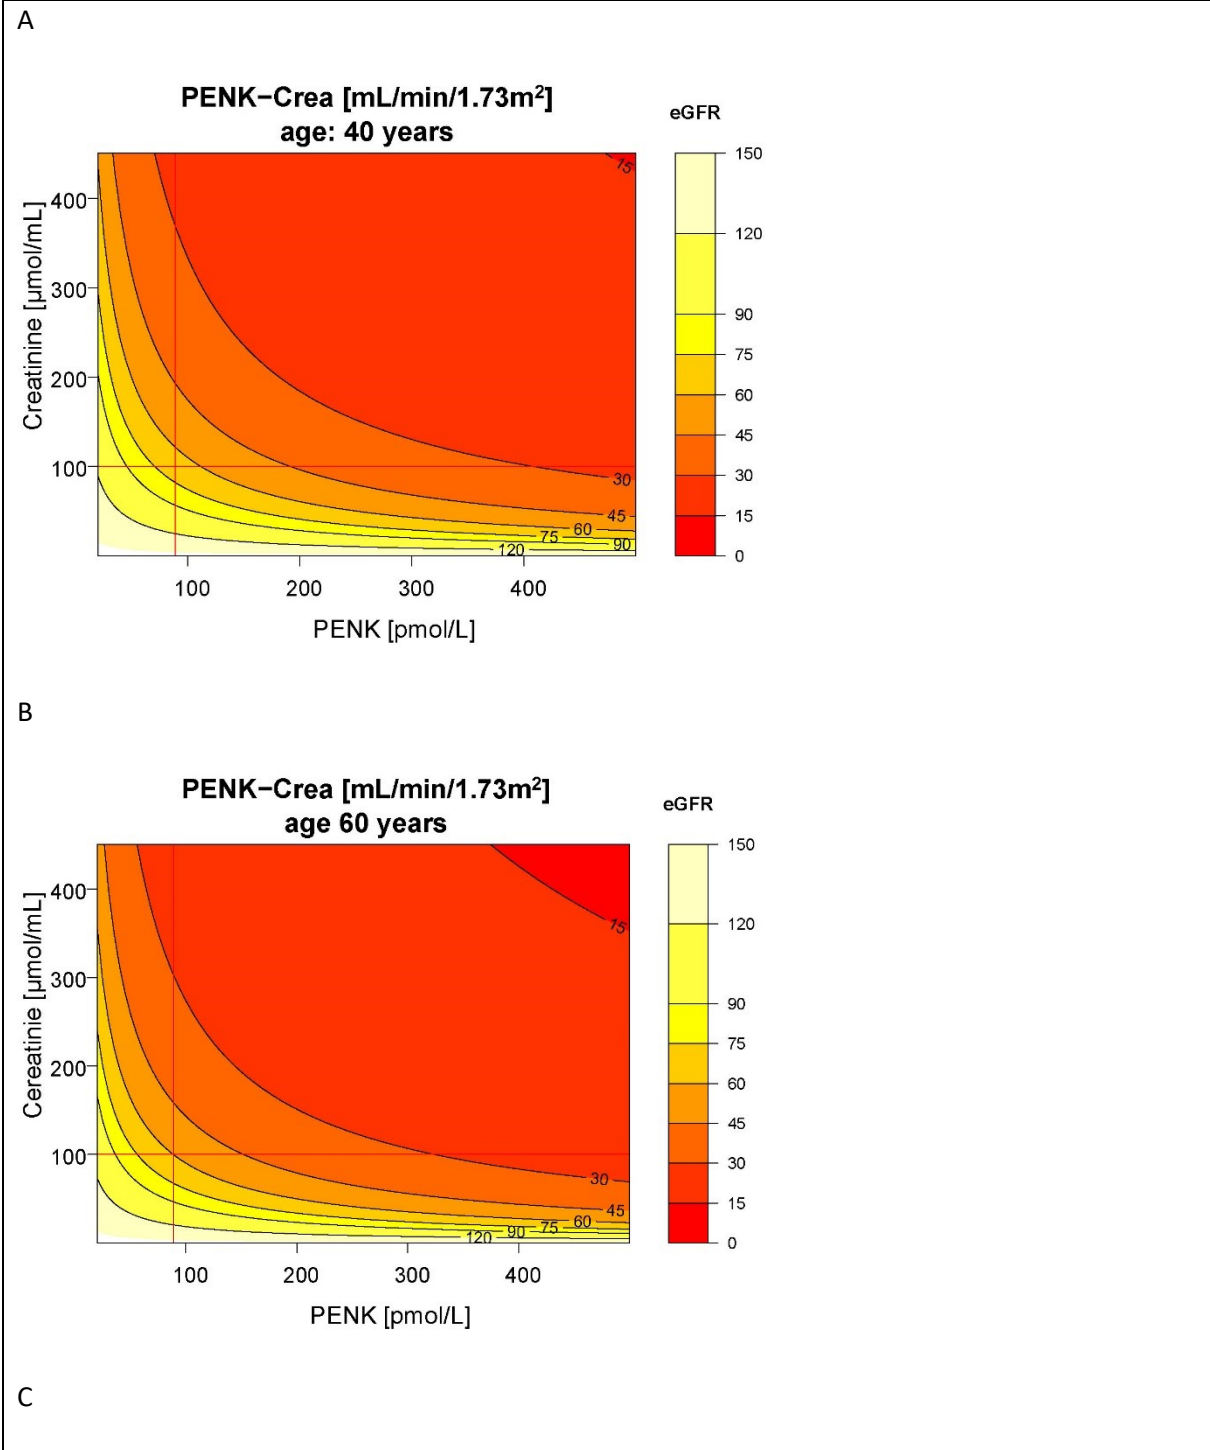 A
PENK−Crea [mL/min/1.73m²]
age: 40 years
eGFR
150
120
90
75
60
45
30
15
0
Creatinine [µmol/mL]
400
300
200
100
15
30
45
60
75
90
120
100 200 300 400
PENK [pmol/L]
B
PENK−Crea [mL/min/1.73m²]
age 60 years
eGFR
150
120
90
75
60
45
30
15
0
Cereatinie [µmol/mL]
400
300
200
100
15
30
45
60
75
90
120
100 200 300 400
PENK [pmol/L]
C